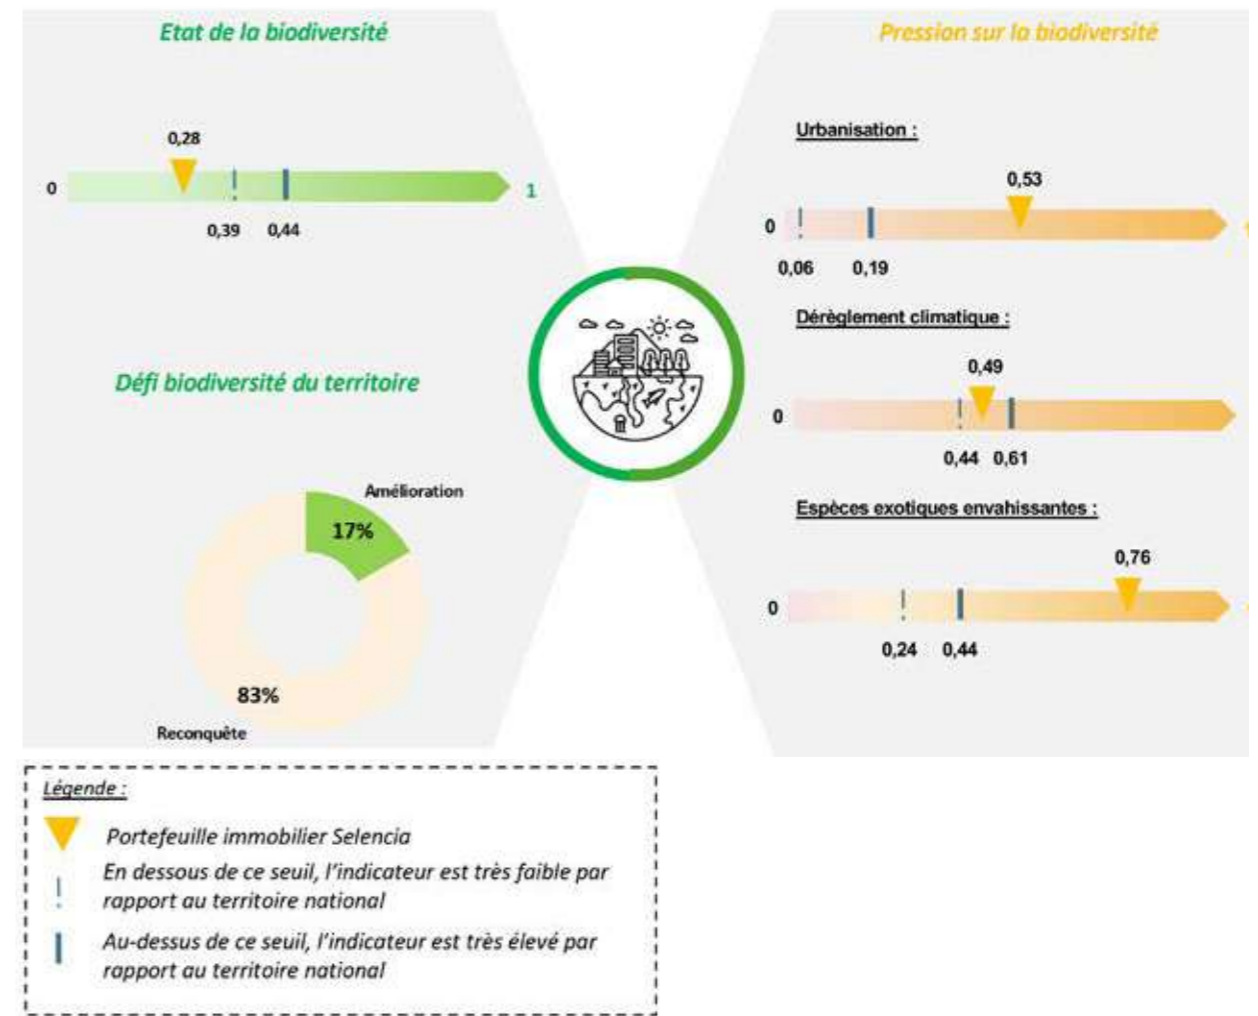 Etat de la biodiversité
0,28
0
1
0,39 0,44
Défi biodiversité du territoire
Amélioration
17%
83%
Reconquête
Pression sur la biodiversité
Urbanisation :
0,53
0
0,06 0,19
Dérèglement climatique :
0,49
0
0,44 0,61
Espèces exotiques envahissantes :
0,76
0
0,24 0,44
Légende :
Portefeuille immobilier Selencia
En dessous de ce seuil, l'indicateur est très faible par
rapport au territoire national
Au-dessus de ce seuil, l'indicateur est très élevé par
rapport au territoire national